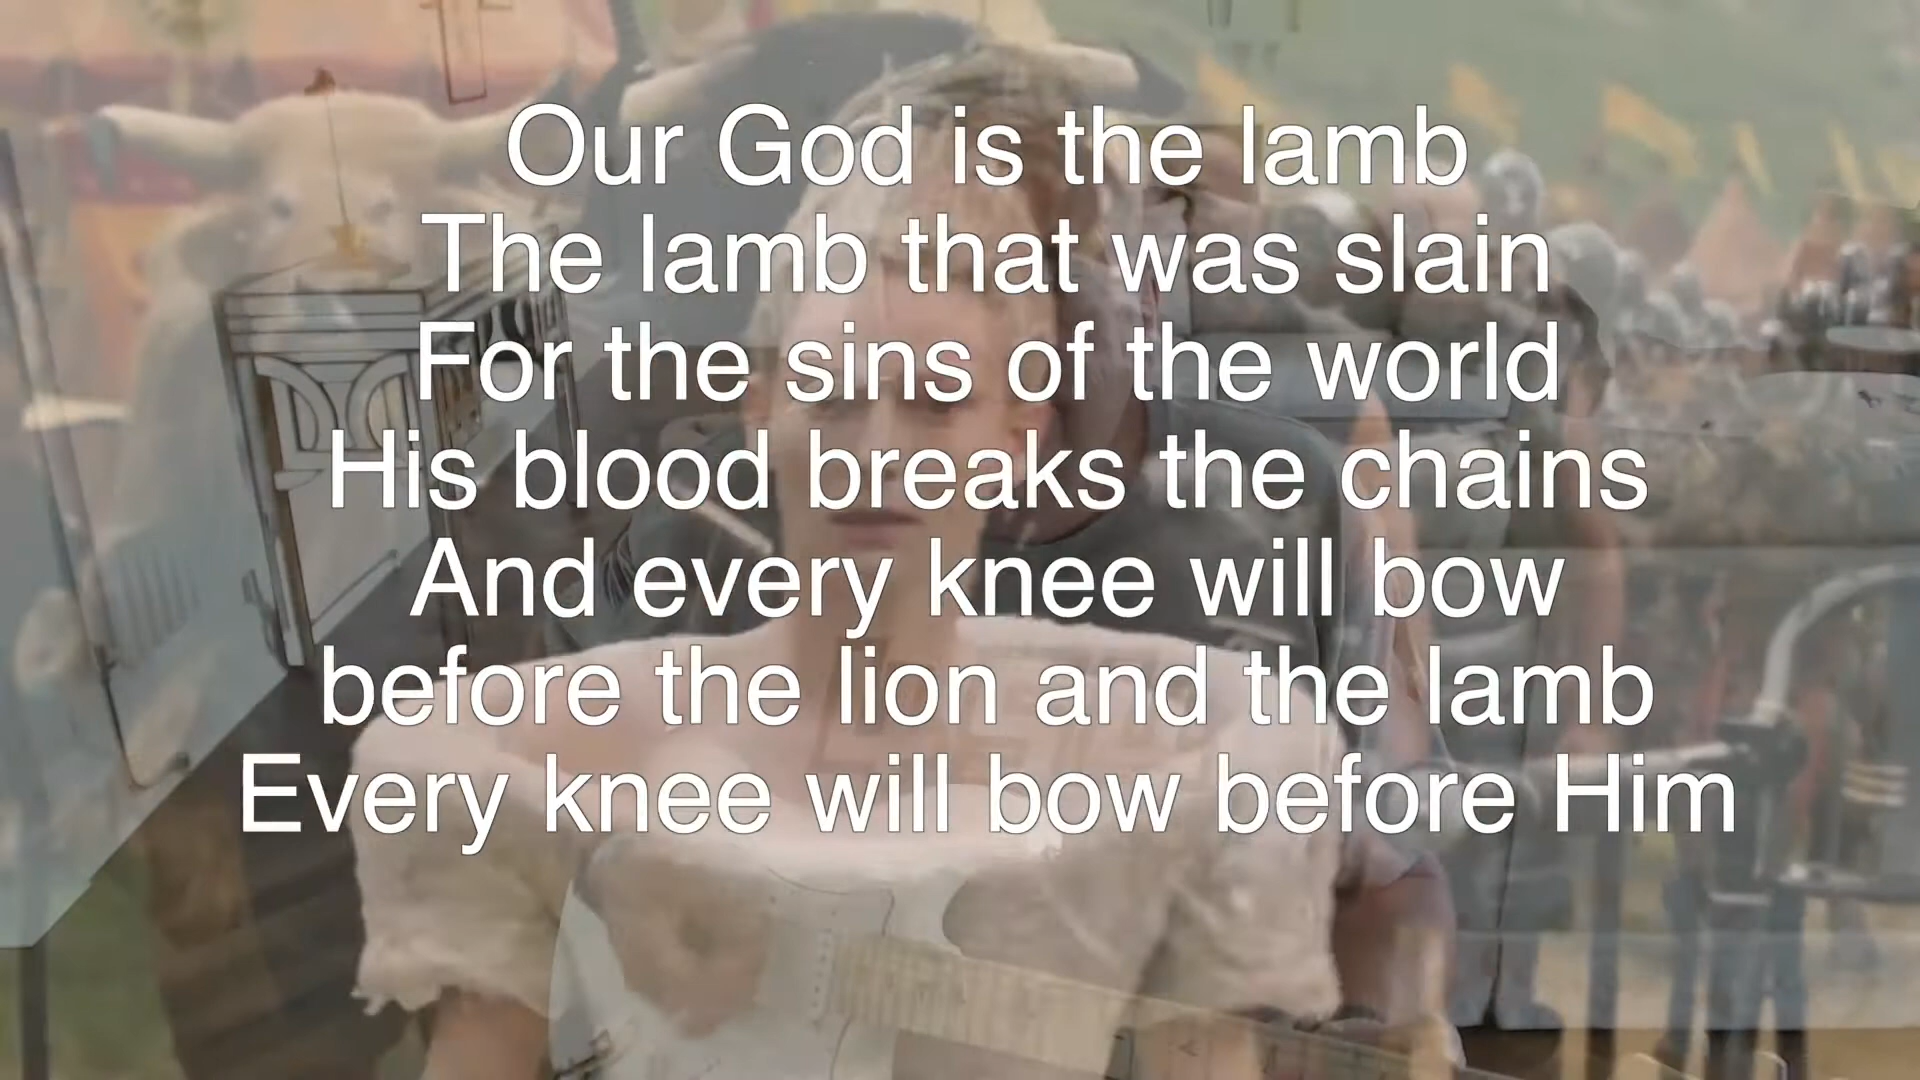 Our God is the lamb
The lamb that was slain
For the sins of the world
His blood breaks the chains
And every knee will bow
before the lion and the lamb
Every knee will bow before Him